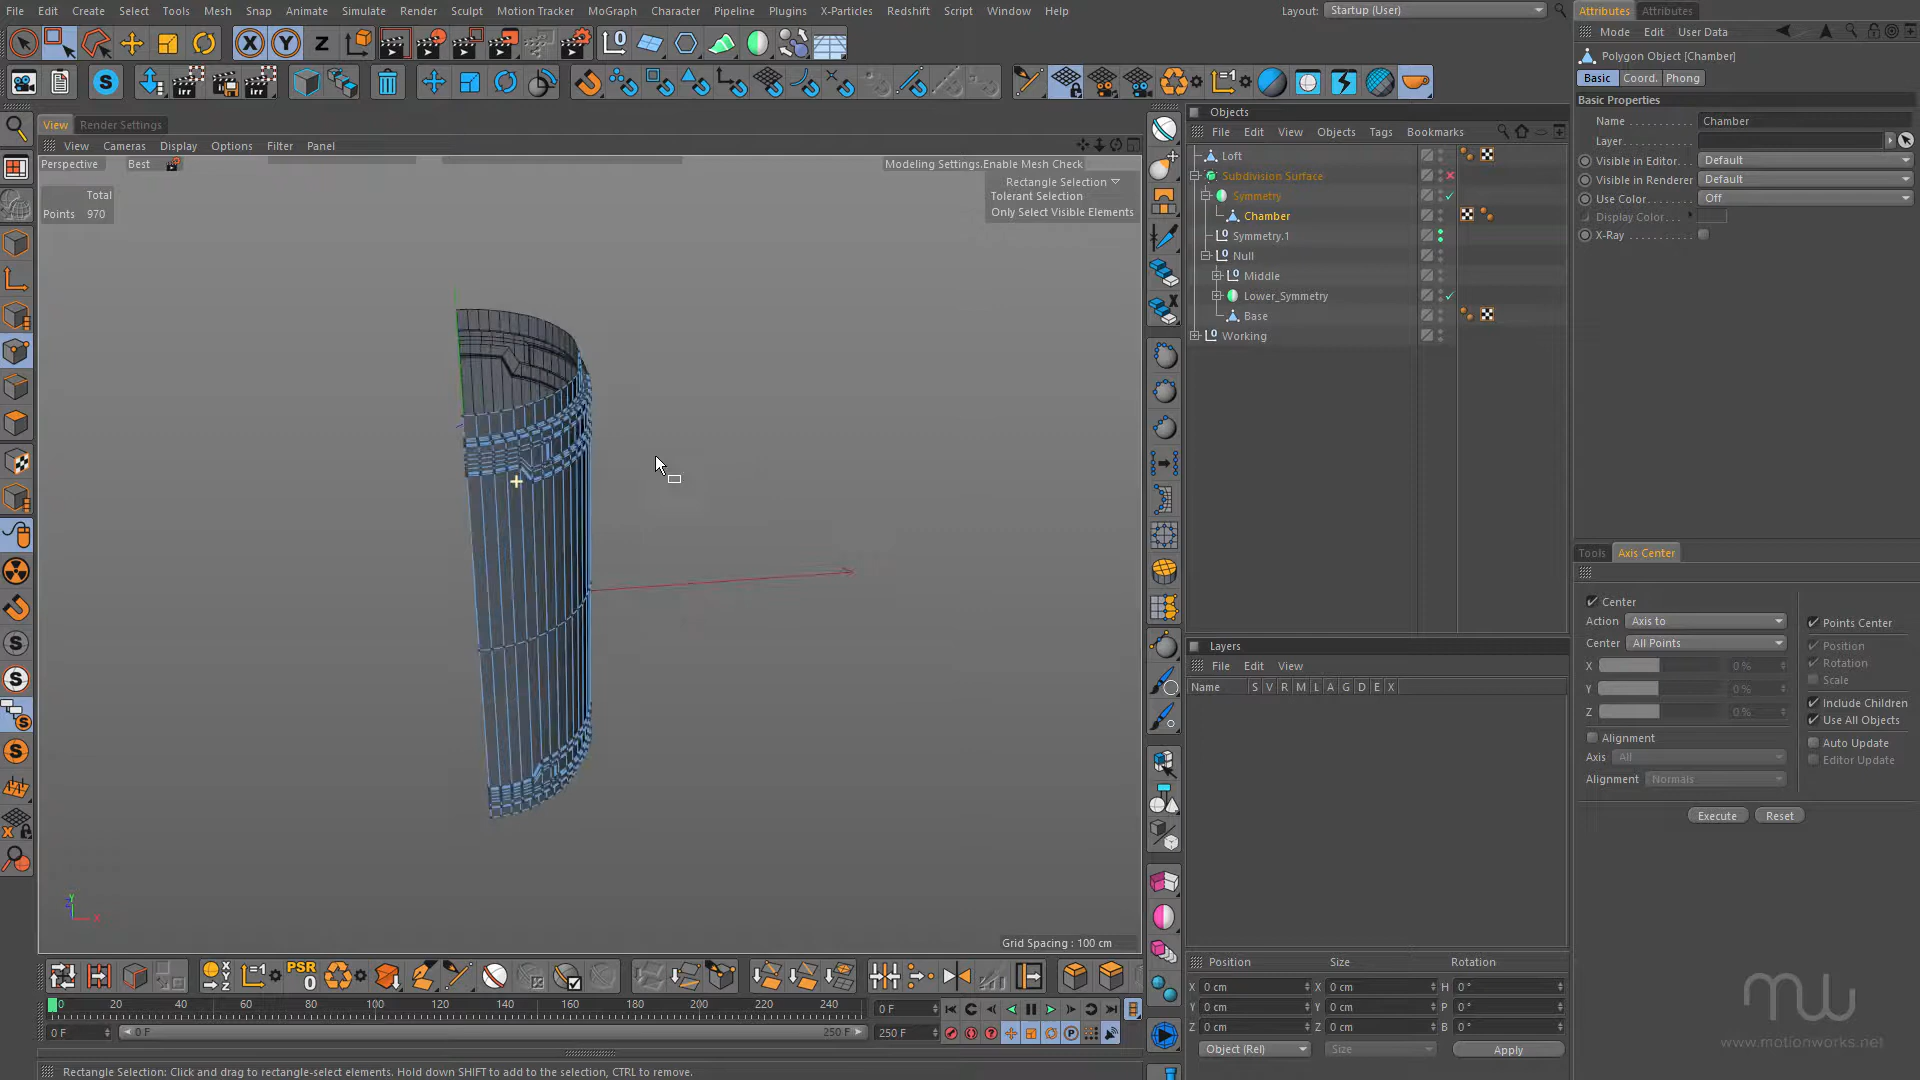 File Edit Create Select Tools Mesh Snap Animate Simulate Render Sculpt Motion Tracker MoGraph Character Pipeline Plugins X-Particles Redshift Script Window Help
Layout: Startup (User)
Attributes Attributes
Mode Edit User Data
Polygon Object [Chamber]
Basic Coord. Phong
Basic Properties
Name Chamber
Layer
Visible in Editor Default
Visible in Renderer Default
Use Color Off
Display Color
X-Ray
View Render Settings
View Cameras Display Options Filter Panel
Perspective Best
Modeling Settings.Enable Mesh Check
Rectangle Selection
Tolerant Selection
Only Select Visible Elements
Total
Points 970
Objects
File Edit View Objects Tags Bookmarks
Loft
Subdivision Surface
Symmetry
Chamber
Symmetry.1
Null
Middle
Lower_Symmetry
Base
Working
Tools Axis Center
Center
Action Axis to
Points Center
Center All Points
Position
X 0 %
Rotation
Y 0 %
Scale
Z 0 %
Include Children
Use All Objects
Alignment
Auto Update
Axis All
Editor Update
Alignment Normals
Execute Reset
Layers
File Edit View
Name S V R M L A G D E X
Y
Z
X
Grid Spacing : 100 cm
PSR
0
0 20 40 60 80 100 120 140 160 180 200 220 240
0 F
0 F 0 F 250 F 250 F
Position Size Rotation
X 0 cm X 0 cm H 0 °
Y 0 cm Y 0 cm P 0 °
Z 0 cm Z 0 cm B 0 °
Object (Rel) Size Apply
mw
www.motionworks.net
Rectangle Selection: Click and drag to rectangle-select elements. Hold down SHIFT to add to the selection, CTRL to remove.